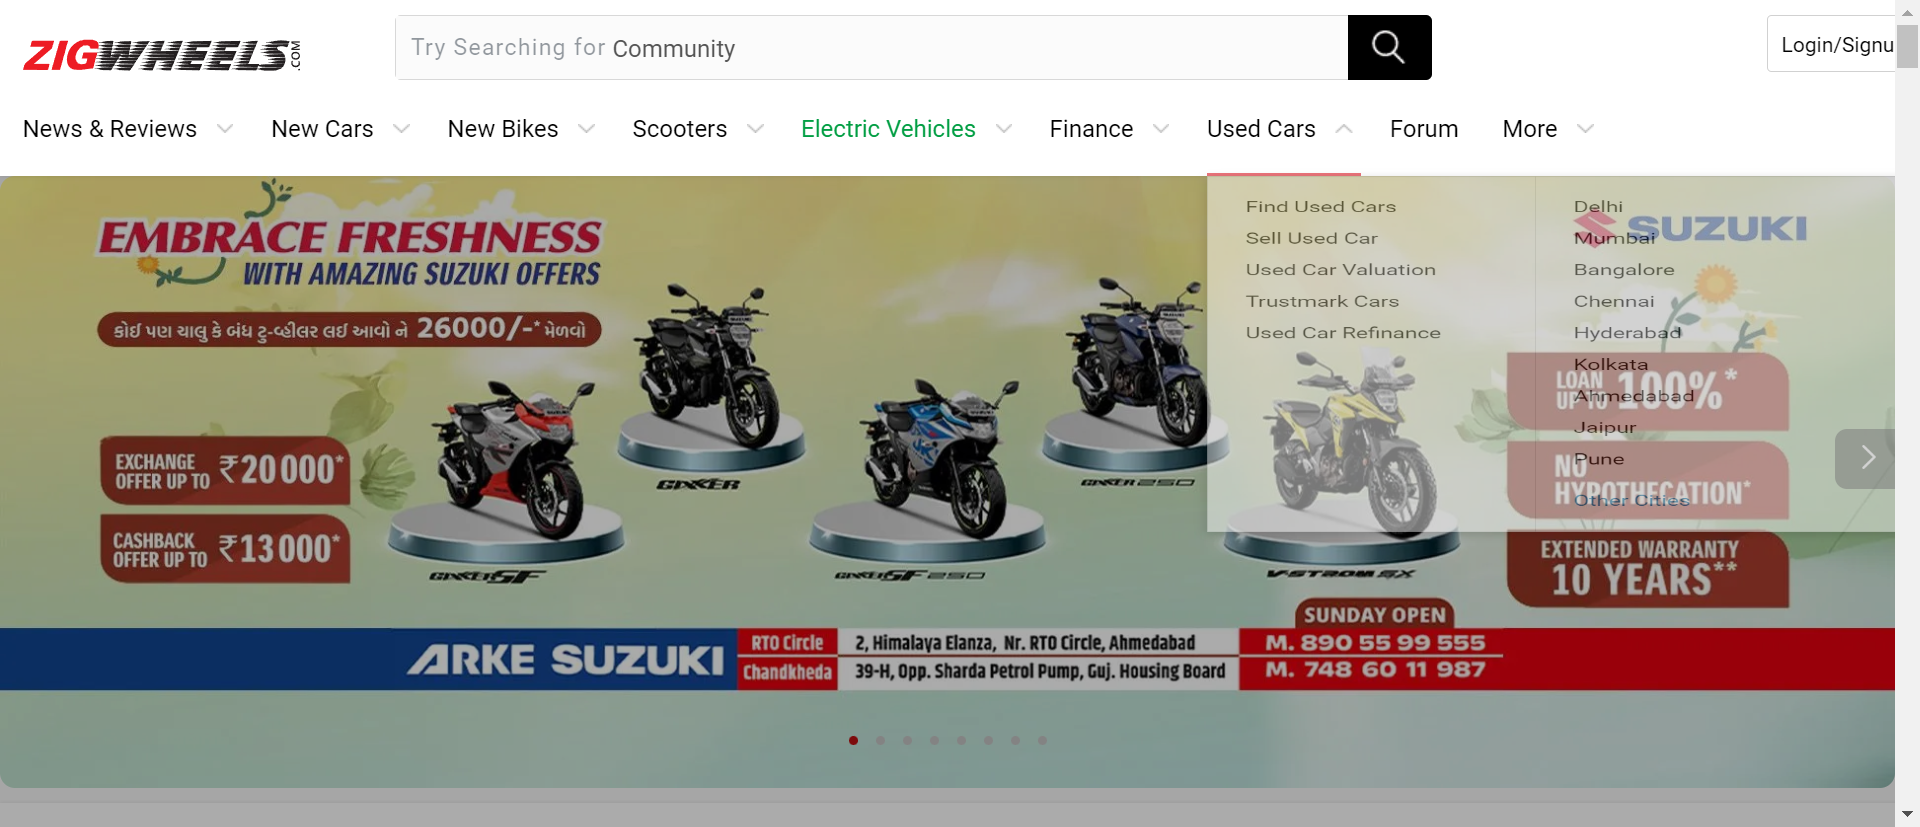 ZIGWHEELS.COM
Try Searching for Community
Login/Signu
News & Reviews
New Cars
New Bikes
Scooters
Electric Vehicles
Finance
Used Cars
Forum
More
EMBRACE FRESHNESS
WITH AMAZING SUZUKI OFFERS
કોઈ પણ ચાલુ કે બંધ ટુ-વ્હીલર લઈ આવો ને 26000/-* મેળવો
EXCHANGE
OFFER UP TO ₹20000*
CASHBACK
OFFER UP TO ₹13000*
GIXXER
GIXXER SF
GIXXER SF 250
GIXXER 250
V-STROM SX
Find Used Cars
Sell Used Car
Used Car Valuation
Trustmark Cars
Used Car Refinance
Delhi
Mumbai
Bangalore
Chennai
Hyderabad
Kolkata
Ahmedabad
Jaipur
Pune
Other Cities
SUZUKI
LOAN
UP TO 100%*
NO
HYPOTHECATION*
EXTENDED WARRANTY
10 YEARS**
SUNDAY OPEN
ARKE SUZUKI
RTO Circle 2, Himalaya Elanza, Nr. RTO Circle, Ahmedabad M. 890 55 99 555
Chandkheda 39-H, Opp. Sharda Petrol Pump, Guj. Housing Board M. 748 60 11 987